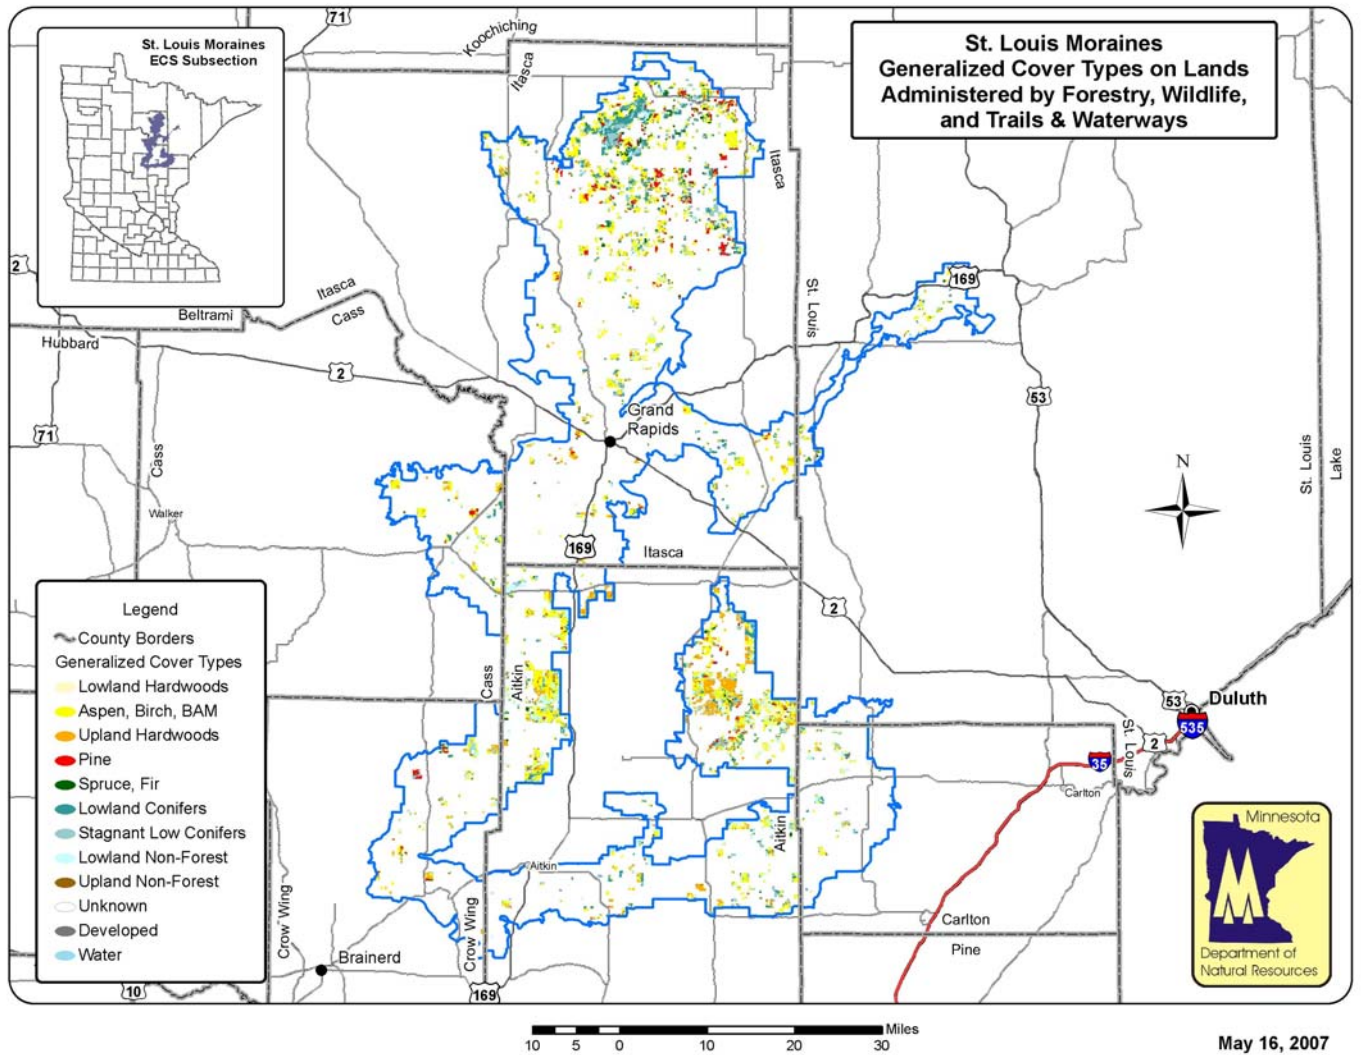 St. Louis Moraines
ECS Subsection
St. Louis Moraines
Generalized Cover Types on Lands
Administered by Forestry, Wildlife,
and Trails & Waterways
71
Koochiching
Itasca
Itasca
2
Itasca
Cass
Beltrami
Hubbard
2
169
St. Louis
53
71
Cass
Walker
Grand
Rapids
St. Louis
Lake
N
169
Itasca
2
Cass
Aitkin
Legend
County Borders
Generalized Cover Types
Lowland Hardwoods
Aspen, Birch, BAM
Upland Hardwoods
Pine
Spruce, Fir
Lowland Conifers
Stagnant Low Conifers
Lowland Non-Forest
Upland Non-Forest
Unknown
Developed
Water
53
Duluth
535
2
St. Louis
35
Carlton
Aitkin
Aitkin
Crow Wing
Crow Wing
Brainerd
10
169
Carlton
Pine
Minnesota
Department of
Natural Resources
10 5 0 10 20 30
Miles
May 16, 2007